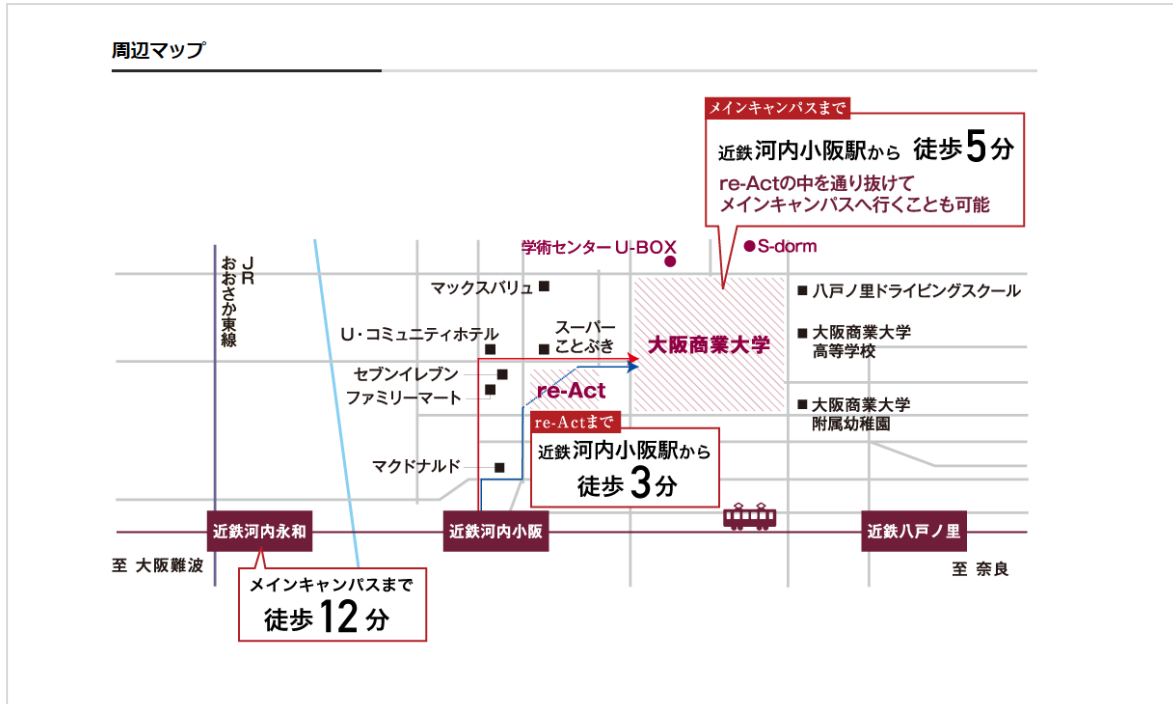 周辺マップ
メインキャンパスまで
近鉄河内小阪駅から 徒歩5分
re-Actの中を通り抜けて
メインキャンパスへ行くことも可能
学術センター U-BOX
S-dorm
JR
おおさか東線
マックスバリュ
八戸ノ里ドライビングスクール
U・コミュニティホテル
スーパー
ことぶき
大阪商業大学
大阪商業大学
高等学校
セブンイレブン
ファミリーマート
re-Act
大阪商業大学
附属幼稚園
re-Actまで
近鉄河内小阪駅から
徒歩3分
マクドナルド
近鉄河内永和
近鉄河内小阪
近鉄八戸ノ里
至 大阪難波
至 奈良
メインキャンパスまで
徒歩12分